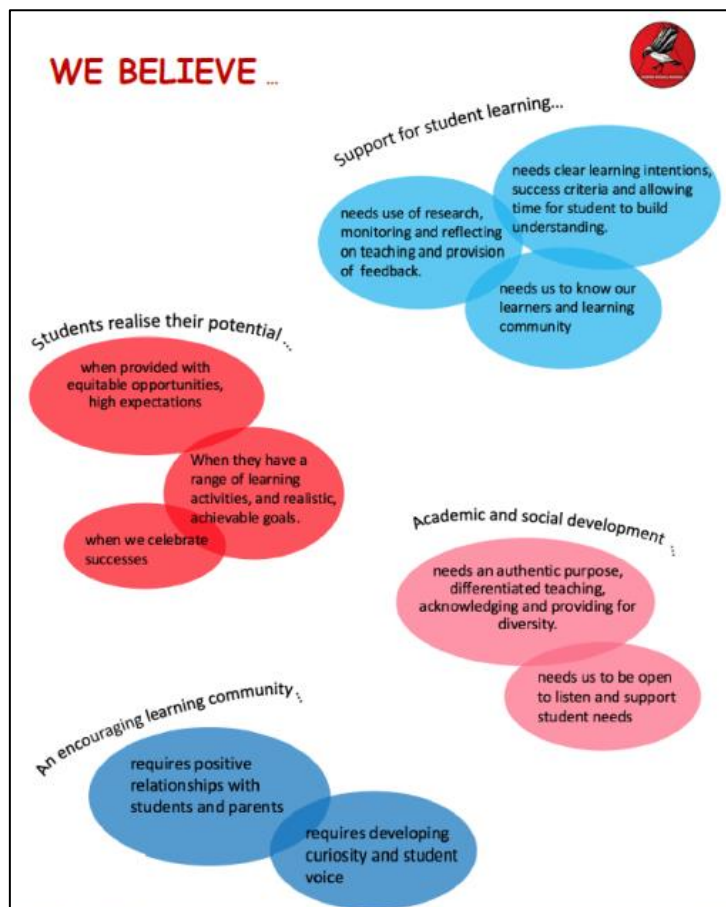 WE BELIEVE ...
Support for student learning...
needs clear learning intentions,
success criteria and allowing
time for student to build
understanding.
needs use of research,
monitoring and reflecting
on teaching and provision
of feedback.
needs us to know our
learners and learning
community
Students realise their potential ...
when provided with
equitable opportunities,
high expectations
When they have a
range of learning
activities, and realistic,
achievable goals.
when we celebrate
successes
Academic and social development ...
needs an authentic purpose,
differentiated teaching,
acknowledging and providing for
diversity.
needs us to be open
to listen and support
student needs
An encouraging learning community...
requires positive
relationships with
students and parents
requires developing
curiosity and student
voice